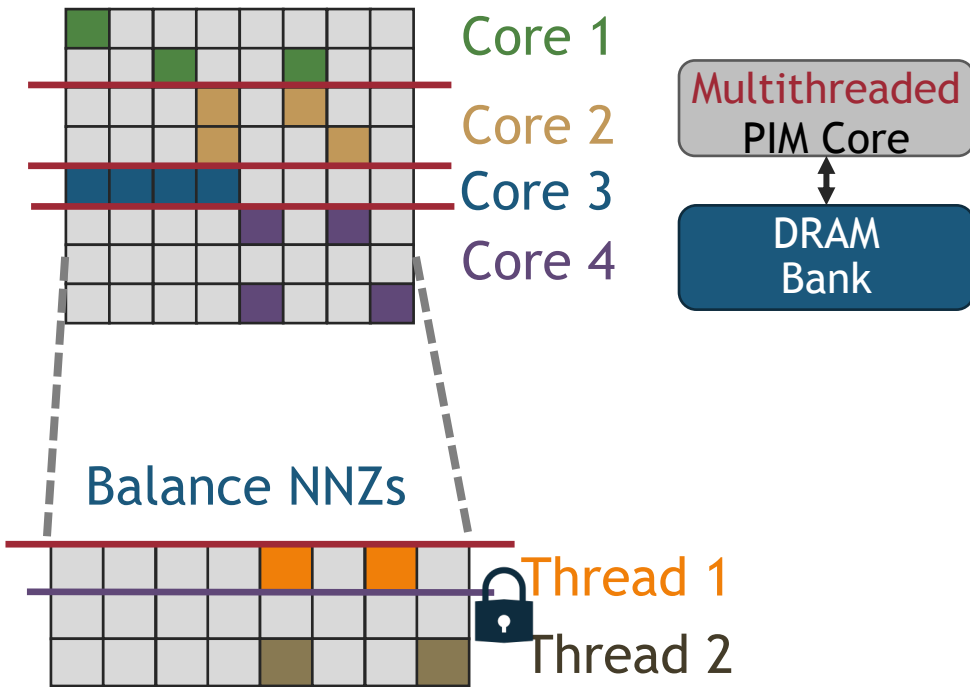 Core 1
Core 2
Core 3
Core 4
Multithreaded
PIM Core
DRAM
Bank
Balance NNZs
Thread 1
Thread 2